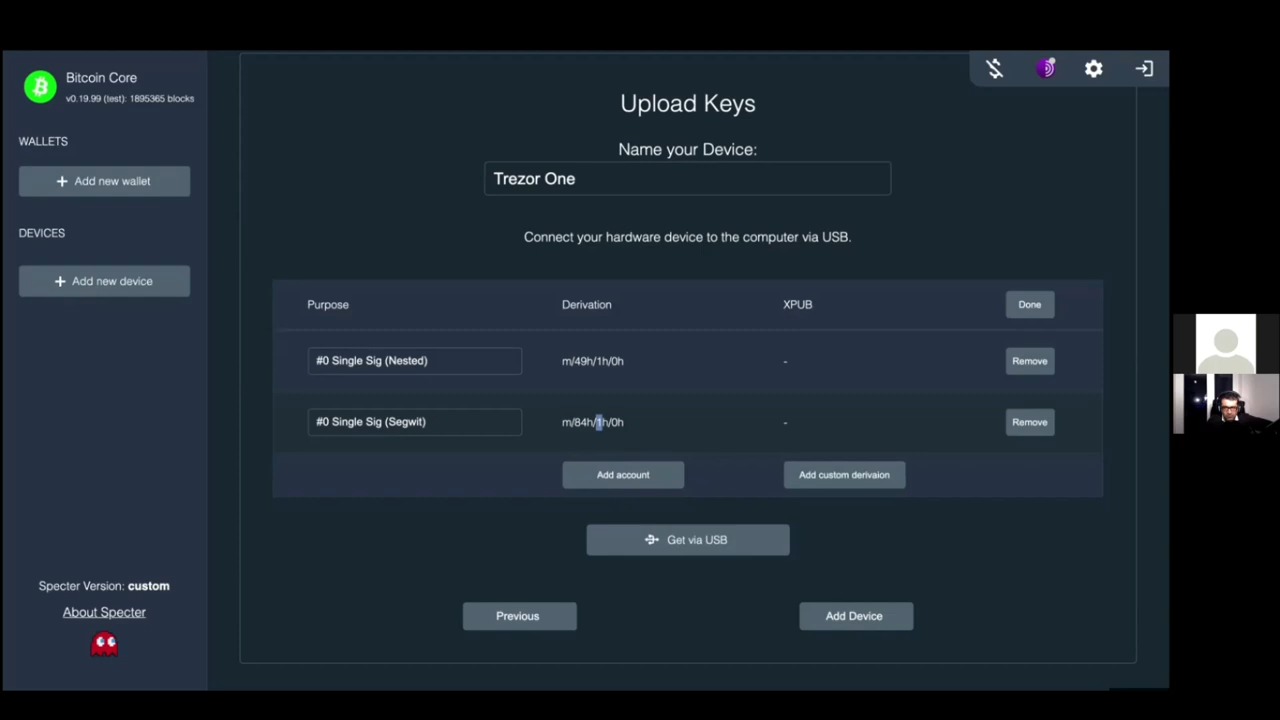 Bitcoin Core
v0.19.99 (test): 1895365 blocks
WALLETS
+ Add new wallet
DEVICES
+ Add new device
Specter Version: custom
About Specter
Upload Keys
Name your Device:
Trezor One
Connect your hardware device to the computer via USB.
Purpose Derivation XPUB Done
#0 Single Sig (Nested) m/49h/1h/0h - Remove
#0 Single Sig (Segwit) m/84h/1h/0h - Remove
Add account Add custom derivaion
Get via USB
Previous Add Device